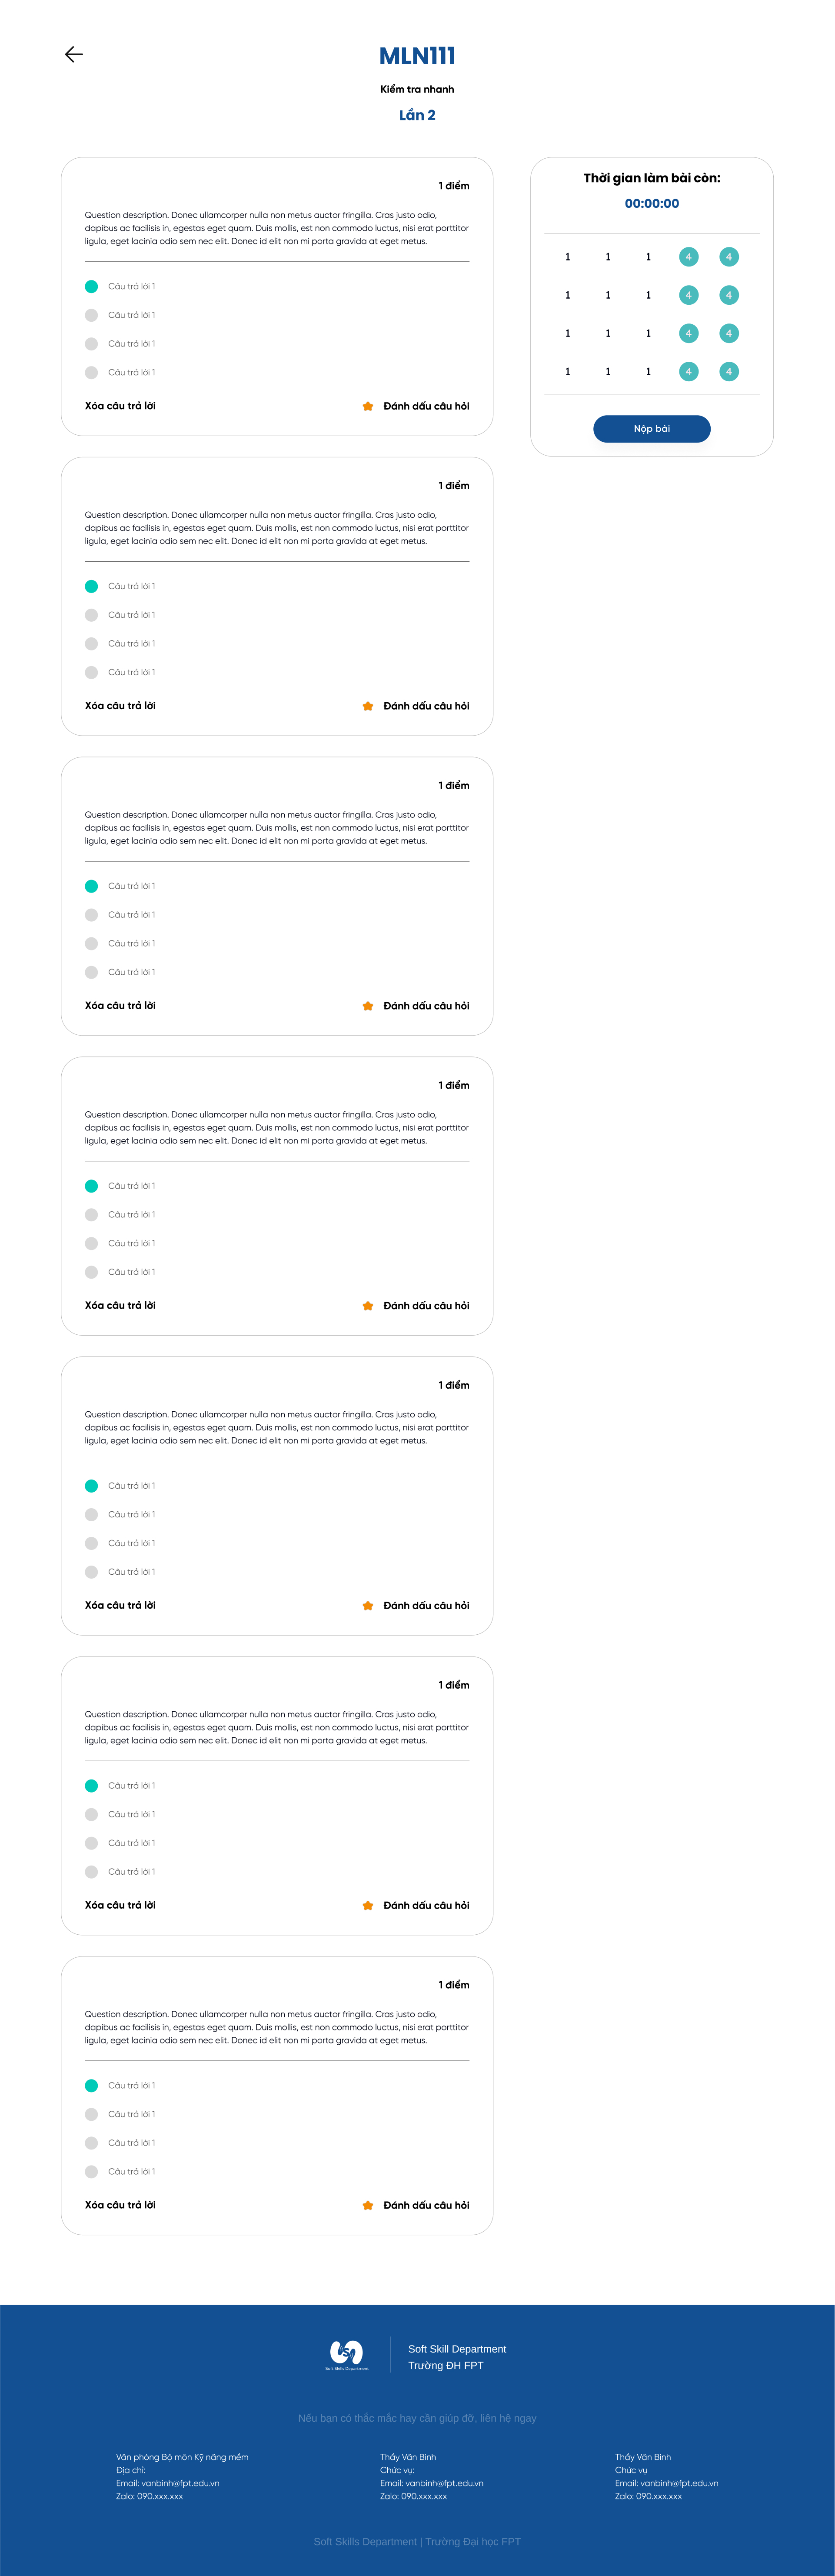 MLN111
Kiểm tra nhanh
Lần 2
1 điểm
Question description. Donec ullamcorper nulla non metus auctor fringilla. Cras justo odio,
dapibus ac facilisis in, egestas eget quam. Duis mollis, est non commodo luctus, nisi erat porttitor
ligula, eget lacinia odio sem nec elit. Donec id elit non mi porta gravida at eget metus.
Câu trả lời 1
Câu trả lời 1
Câu trả lời 1
Câu trả lời 1
Xóa câu trả lời
Đánh dấu câu hỏi
1 điểm
Question description. Donec ullamcorper nulla non metus auctor fringilla. Cras justo odio,
dapibus ac facilisis in, egestas eget quam. Duis mollis, est non commodo luctus, nisi erat porttitor
ligula, eget lacinia odio sem nec elit. Donec id elit non mi porta gravida at eget metus.
Câu trả lời 1
Câu trả lời 1
Câu trả lời 1
Câu trả lời 1
Xóa câu trả lời
Đánh dấu câu hỏi
1 điểm
Question description. Donec ullamcorper nulla non metus auctor fringilla. Cras justo odio,
dapibus ac facilisis in, egestas eget quam. Duis mollis, est non commodo luctus, nisi erat porttitor
ligula, eget lacinia odio sem nec elit. Donec id elit non mi porta gravida at eget metus.
Câu trả lời 1
Câu trả lời 1
Câu trả lời 1
Câu trả lời 1
Xóa câu trả lời
Đánh dấu câu hỏi
1 điểm
Question description. Donec ullamcorper nulla non metus auctor fringilla. Cras justo odio,
dapibus ac facilisis in, egestas eget quam. Duis mollis, est non commodo luctus, nisi erat porttitor
ligula, eget lacinia odio sem nec elit. Donec id elit non mi porta gravida at eget metus.
Câu trả lời 1
Câu trả lời 1
Câu trả lời 1
Câu trả lời 1
Xóa câu trả lời
Đánh dấu câu hỏi
1 điểm
Question description. Donec ullamcorper nulla non metus auctor fringilla. Cras justo odio,
dapibus ac facilisis in, egestas eget quam. Duis mollis, est non commodo luctus, nisi erat porttitor
ligula, eget lacinia odio sem nec elit. Donec id elit non mi porta gravida at eget metus.
Câu trả lời 1
Câu trả lời 1
Câu trả lời 1
Câu trả lời 1
Xóa câu trả lời
Đánh dấu câu hỏi
1 điểm
Question description. Donec ullamcorper nulla non metus auctor fringilla. Cras justo odio,
dapibus ac facilisis in, egestas eget quam. Duis mollis, est non commodo luctus, nisi erat porttitor
ligula, eget lacinia odio sem nec elit. Donec id elit non mi porta gravida at eget metus.
Câu trả lời 1
Câu trả lời 1
Câu trả lời 1
Câu trả lời 1
Xóa câu trả lời
Đánh dấu câu hỏi
1 điểm
Question description. Donec ullamcorper nulla non metus auctor fringilla. Cras justo odio,
dapibus ac facilisis in, egestas eget quam. Duis mollis, est non commodo luctus, nisi erat porttitor
ligula, eget lacinia odio sem nec elit. Donec id elit non mi porta gravida at eget metus.
Câu trả lời 1
Câu trả lời 1
Câu trả lời 1
Câu trả lời 1
Xóa câu trả lời
Đánh dấu câu hỏi
Thời gian làm bài còn:
00:00:00
1 1 1 4 4
1 1 1 4 4
1 1 1 4 4
1 1 1 4 4
Nộp bài
Soft Skills Department
Soft Skill Department
Trường ĐH FPT
Nếu bạn có thắc mắc hay cần giúp đỡ, liên hệ ngay
Văn phòng Bộ môn Kỹ năng mềm
Địa chỉ:
Email: vanbinh@fpt.edu.vn
Zalo: 090.xxx.xxx
Thầy Văn Bình
Chức vụ:
Email: vanbinh@fpt.edu.vn
Zalo: 090.xxx.xxx
Thầy Văn Bình
Chức vụ
Email: vanbinh@fpt.edu.vn
Zalo: 090.xxx.xxx
Soft Skills Department | Trường Đại học FPT